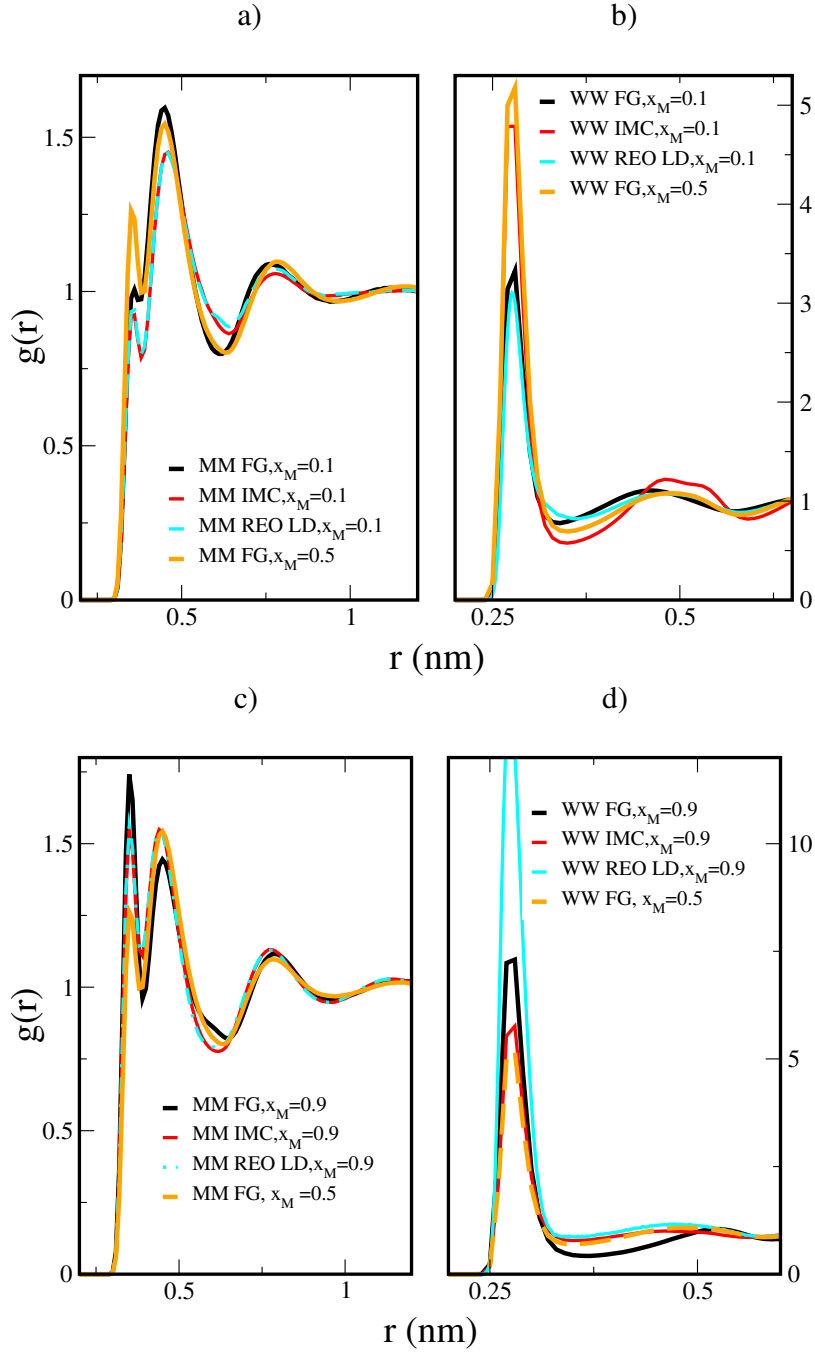 a)
b)
1.5
1
0.5
0
g(r)
MM FG,x_M=0.1
MM IMC,x_M=0.1
MM REO LD,x_M=0.1
MM FG,x_M=0.5
0.5
1
WW FG,x_M=0.1
WW IMC,x_M=0.1
WW REO LD,x_M=0.1
WW FG,x_M=0.5
5
4
3
2
1
0
0.25
0.5
r (nm)
c)
d)
1.5
1
0.5
0
g(r)
MM FG,x_M=0.9
MM IMC,x_M=0.9
MM REO LD,x_M=0.9
MM FG, x_M =0.5
0.5
1
WW FG,x_M=0.9
WW IMC,x_M=0.9
WW REO LD,x_M=0.9
WW FG, x_M=0.5
10
5
0
0.25
0.5
r (nm)